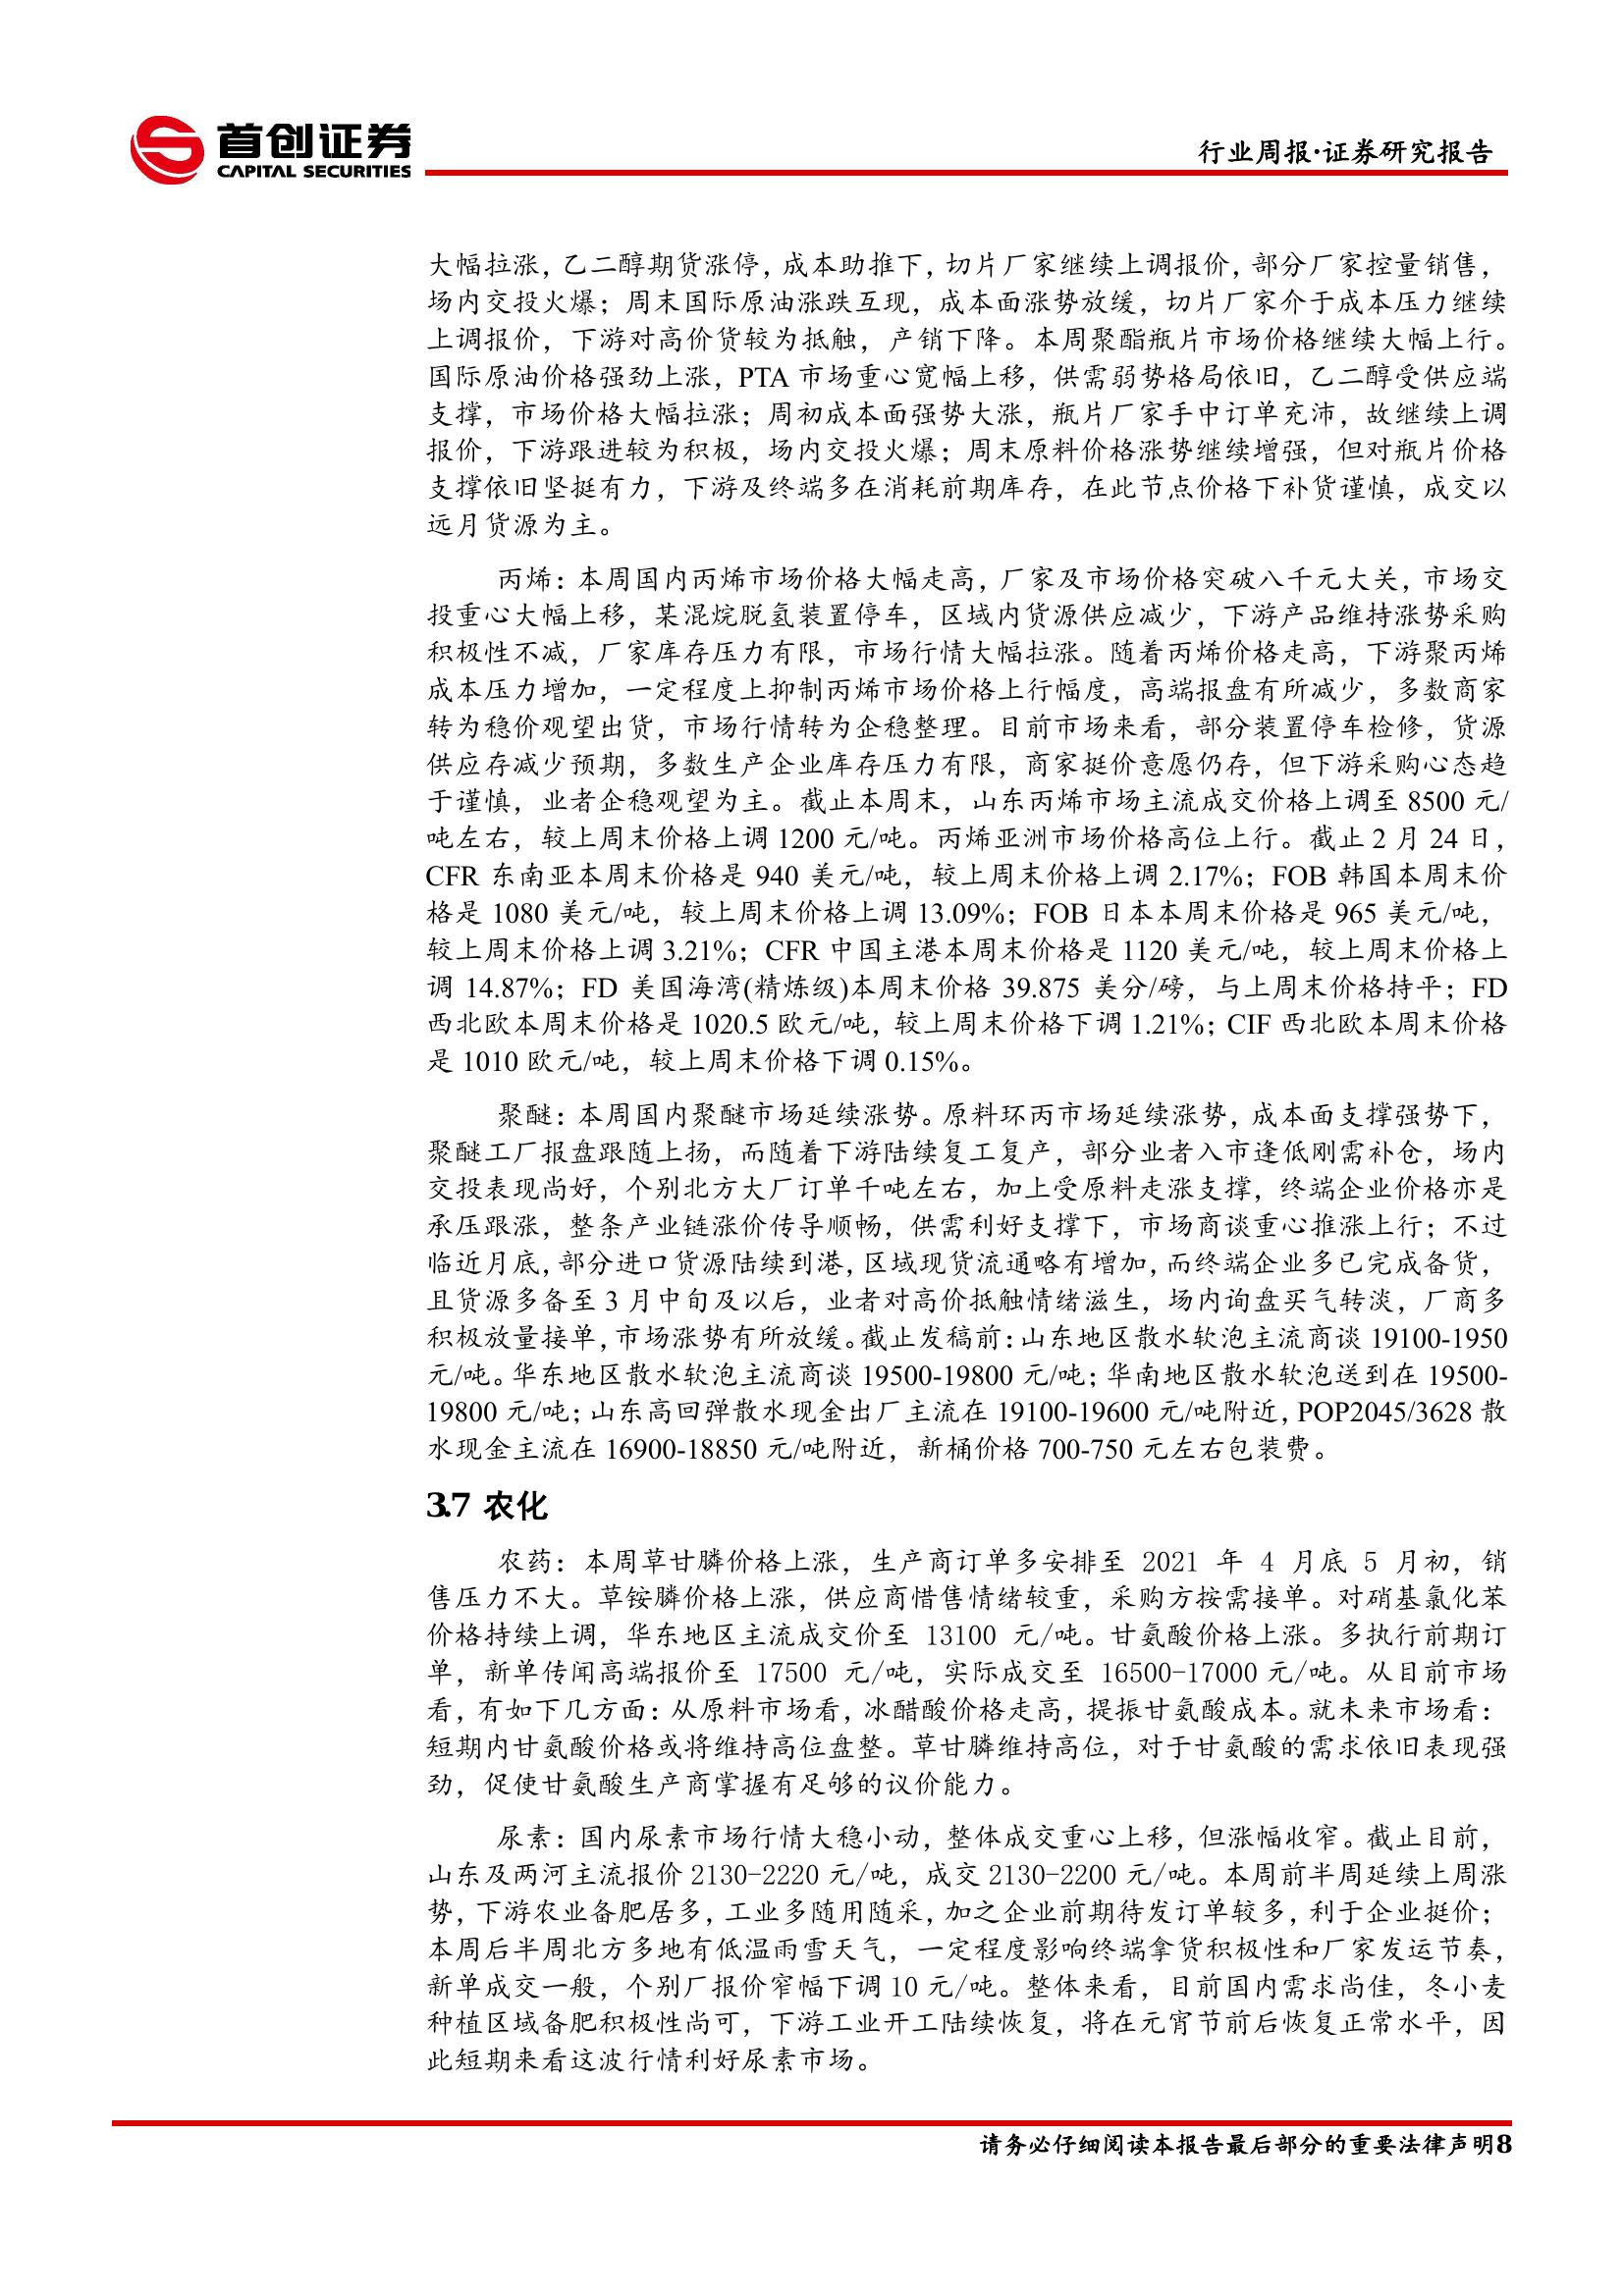 首创证券
CAPITAL SECURITIES
行业周报·证券研究报告
大幅拉涨，乙二醇期货涨停，成本助推下，切片厂家继续上调报价，部分厂家控量销售，
场内交投火爆；周末国际原油涨跌互现，成本面涨势放缓，切片厂家介于成本压力继续
上调报价，下游对高价货较为抵触，产销下降。本周聚酯瓶片市场价格继续大幅上行。
国际原油价格强劲上涨，PTA 市场重心宽幅上移，供需弱势格局依旧，乙二醇受供应端
支撑，市场价格大幅拉涨；周初成本面强势大涨，瓶片厂家手中订单充沛，故继续上调
报价，下游跟进较为积极，场内交投火爆；周末原料价格涨势继续增强，但对瓶片价格
支撑依旧坚挺有力，下游及终端多在消耗前期库存，在此节点价格下补货谨慎，成交以
远月货源为主。
丙烯：本周国内丙烯市场价格大幅走高，厂家及市场价格突破八千元大关，市场交
投重心大幅上移，某混烷脱氢装置停车，区域内货源供应减少，下游产品维持涨势采购
积极性不减，厂家库存压力有限，市场行情大幅拉涨。随着丙烯价格走高，下游聚丙烯
成本压力增加，一定程度上抑制丙烯市场价格上行幅度，高端报盘有所减少，多数商家
转为稳价观望出货，市场行情转为企稳整理。目前市场来看，部分装置停车检修，货源
供应存减少预期，多数生产企业库存压力有限，商家挺价意愿仍存，但下游采购心态趋
于谨慎，业者企稳观望为主。截止本周末，山东丙烯市场主流成交价格上调至 8500 元/
吨左右，较上周末价格上调 1200 元/吨。丙烯亚洲市场价格高位上行。截止 2 月 24 日，
CFR 东南亚本周末价格是 940 美元/吨，较上周末价格上调 2.17%；FOB 韩国本周末价
格是 1080 美元/吨，较上周末价格上调 13.09%；FOB 日本本周末价格是 965 美元/吨，
较上周末价格上调 3.21%；CFR 中国主港本周末价格是 1120 美元/吨，较上周末价格上
调 14.87%；FD 美国海湾(精炼级)本周末价格 39.875 美分/磅，与上周末价格持平；FD
西北欧本周末价格是 1020.5 欧元/吨，较上周末价格下调 1.21%；CIF 西北欧本周末价格
是 1010 欧元/吨，较上周末价格下调 0.15%。
聚醚：本周国内聚醚市场延续涨势。原料环丙市场延续涨势，成本面支撑强势下，
聚醚工厂报盘跟随上扬，而随着下游陆续复工复产，部分业者入市逢低刚需补仓，场内
交投表现尚好，个别北方大厂订单千吨左右，加上受原料走涨支撑，终端企业价格亦是
承压跟涨，整条产业链涨价传导顺畅，供需利好支撑下，市场商谈重心推涨上行；不过
临近月底，部分进口货源陆续到港，区域现货流通略有增加，而终端企业多已完成备货，
且货源多备至 3 月中旬及以后，业者对高价抵触情绪滋生，场内询盘买气转淡，厂商多
积极放量接单，市场涨势有所放缓。截止发稿前：山东地区散水软泡主流商谈 19100-1950
元/吨。华东地区散水软泡主流商谈 19500-19800 元/吨；华南地区散水软泡送到在 19500-
19800 元/吨；山东高回弹散水现金出厂主流在 19100-19600 元/吨附近，POP2045/3628 散
水现金主流在 16900-18850 元/吨附近，新桶价格 700-750 元左右包装费。
3.7 农化
农药：本周草甘膦价格上涨，生产商订单多安排至 2021 年 4 月底 5 月初，销
售压力不大。草铵膦价格上涨，供应商惜售情绪较重，采购方按需接单。对硝基氯化苯
价格持续上调，华东地区主流成交价至 13100 元/吨。甘氨酸价格上涨。多执行前期订
单，新单传闻高端报价至 17500 元/吨，实际成交至 16500-17000 元/吨。从目前市场
看，有如下几方面：从原料市场看，冰醋酸价格走高，提振甘氨酸成本。就未来市场看：
短期内甘氨酸价格或将维持高位盘整。草甘膦维持高位，对于甘氨酸的需求依旧表现强
劲，促使甘氨酸生产商掌握有足够的议价能力。
尿素：国内尿素市场行情大稳小动，整体成交重心上移，但涨幅收窄。截止目前，
山东及两河主流报价 2130-2220 元/吨，成交 2130-2200 元/吨。本周前半周延续上周涨
势，下游农业备肥居多，工业多随用随采，加之企业前期待发订单较多，利于企业挺价；
本周后半周北方多地有低温雨雪天气，一定程度影响终端拿货积极性和厂家发运节奏，
新单成交一般，个别厂报价窄幅下调 10 元/吨。整体来看，目前国内需求尚佳，冬小麦
种植区域备肥积极性尚可，下游工业开工陆续恢复，将在元宵节前后恢复正常水平，因
此短期来看这波行情利好尿素市场。
请务必仔细阅读本报告最后部分的重要法律声明8